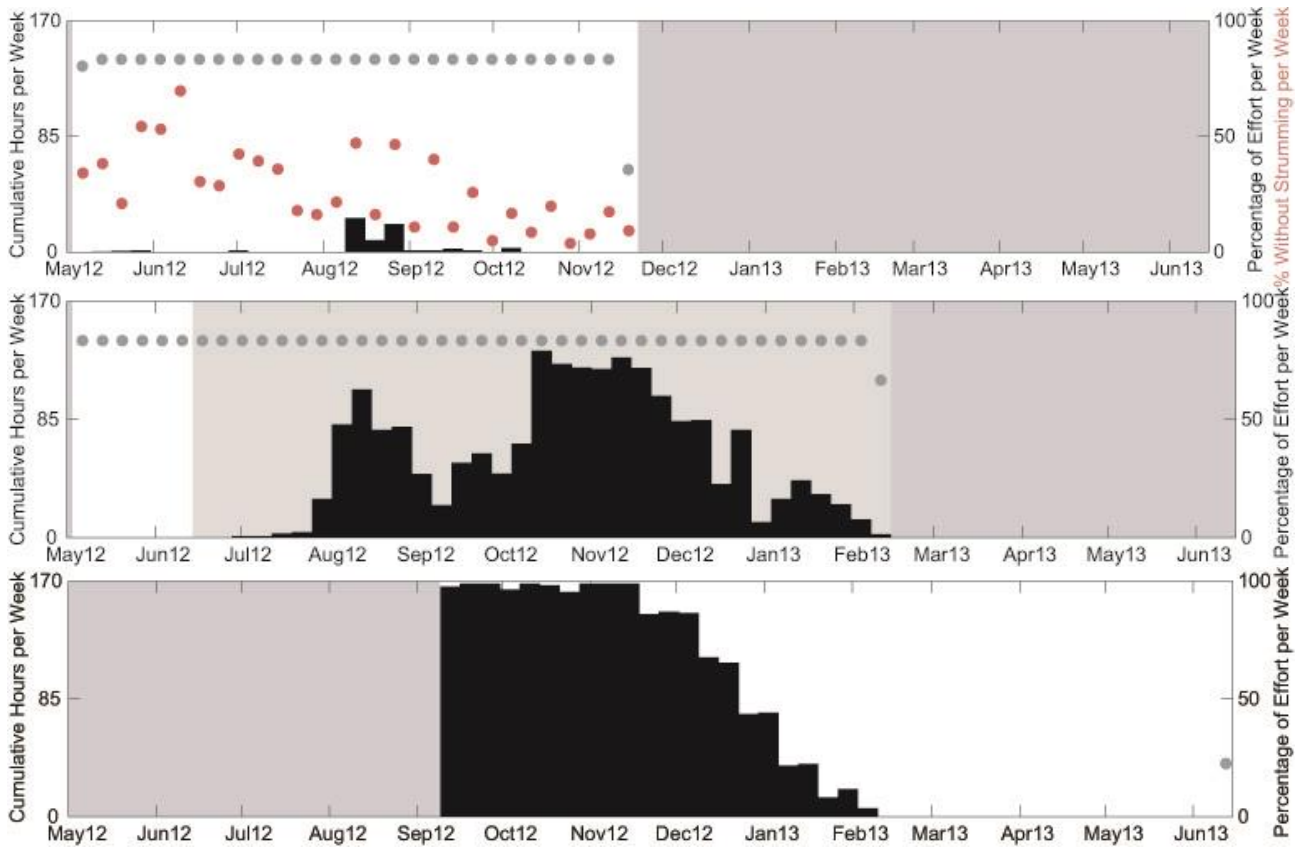 170
85
0
Cumulative Hours per Week
100
50
0
Percentage of Effort per Week
% Without Strumming per Week
May12 Jun12 Jul12 Aug12 Sep12 Oct12 Nov12 Dec12 Jan13 Feb13 Mar13 Apr13 May13 Jun13
170
85
0
Cumulative Hours per Week
100
50
0
Percentage of Effort per Week
May12 Jun12 Jul12 Aug12 Sep12 Oct12 Nov12 Dec12 Jan13 Feb13 Mar13 Apr13 May13 Jun13
170
85
0
Cumulative Hours per Week
100
50
0
Percentage of Effort per Week
May12 Jun12 Jul12 Aug12 Sep12 Oct12 Nov12 Dec12 Jan13 Feb13 Mar13 Apr13 May13 Jun13